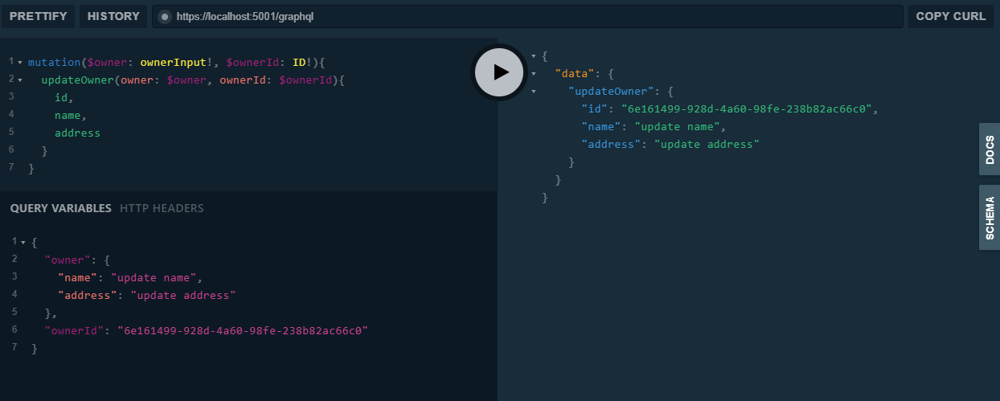 PRETTIFY HISTORY https://localhost:5001/graphql COPY CURL
1 mutation($owner: ownerInput!, $ownerId: ID!){
2 updateOwner(owner: $owner, ownerId: $ownerId){
3 id,
4 name,
5 address
6 }
7 }
QUERY VARIABLES HTTP HEADERS
1 {
2 "owner": {
3 "name": "update name",
4 "address": "update address"
5 },
6 "ownerId": "6e161499-928d-4a60-98fe-238b82ac66c0"
7 }
{
"data": {
"updateOwner": {
"id": "6e161499-928d-4a60-98fe-238b82ac66c0",
"name": "update name",
"address": "update address"
}
}
}
DOCS
SCHEMA